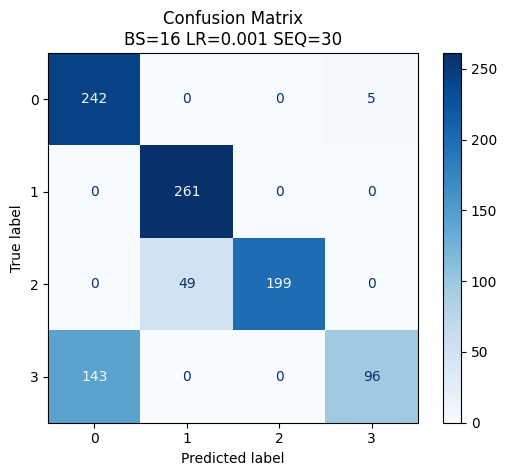 Confusion Matrix
BS=16 LR=0.001 SEQ=30
True label
0 242 0 0 5
1 0 261 0 0
2 0 49 199 0
3 143 0 0 96
0 1 2 3
Predicted label
250
200
150
100
50
0